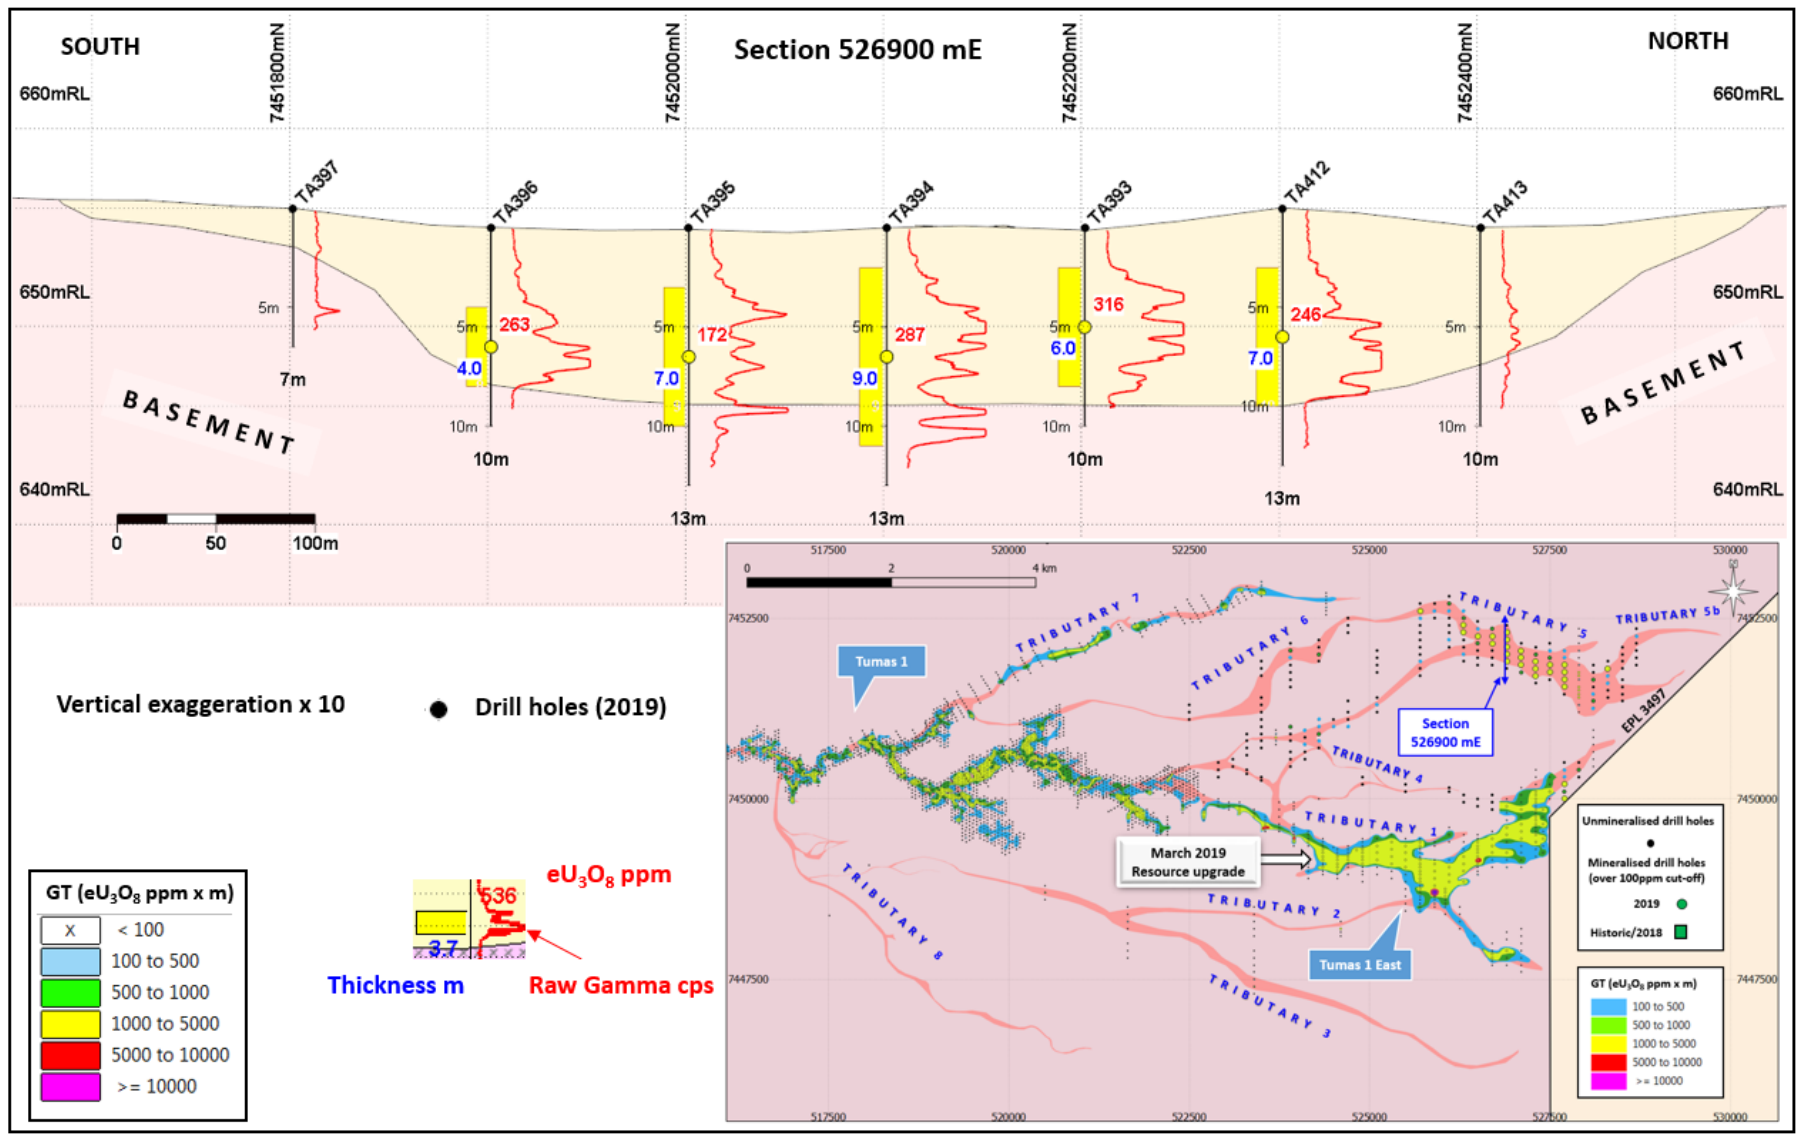 SOUTH
Section 526900 mE
NORTH
7451800mN
7452000mN
7452200mN
7452400mN
660mRL
660mRL
TA397
TA396
TA395
TA394
TA393
TA412
TA413
650mRL
650mRL
5m
5m
5m
5m
5m
5m
5m
263
172
287
316
246
4.0
7.0
9.0
6.0
7.0
10m
10m
10m
10m
10m
10m
7m
10m
13m
13m
10m
13m
10m
BASEMENT
BASEMENT
640mRL
640mRL
0 50 100m
Vertical exaggeration x 10
Drill holes (2019)
GT (eU₃O₈ ppm x m)
X < 100
100 to 500
500 to 1000
1000 to 5000
5000 to 10000
>= 10000
eU₃O₈ ppm
536
3.7
Thickness m
Raw Gamma cps
517500 520000 522500 525000 527500 530000
0 2 4 km
N
7452500
7452500
TRIBUTARY 7
TRIBUTARY 6
TRIBUTARY 5
TRIBUTARY 5b
Tumas 1
Section
526900 mE
EPL 3497
TRIBUTARY 4
7450000
7450000
TRIBUTARY 1
March 2019
Resource upgrade
TRIBUTARY 8
TRIBUTARY 2
Tumas 1 East
TRIBUTARY 3
7447500
7447500
Unmineralised drill holes
Mineralised drill holes
(over 100ppm cut-off)
2019
Historic/2018
GT (eU₃O₈ ppm x m)
100 to 500
500 to 1000
1000 to 5000
5000 to 10000
>= 10000
517500 520000 522500 525000 527500 530000